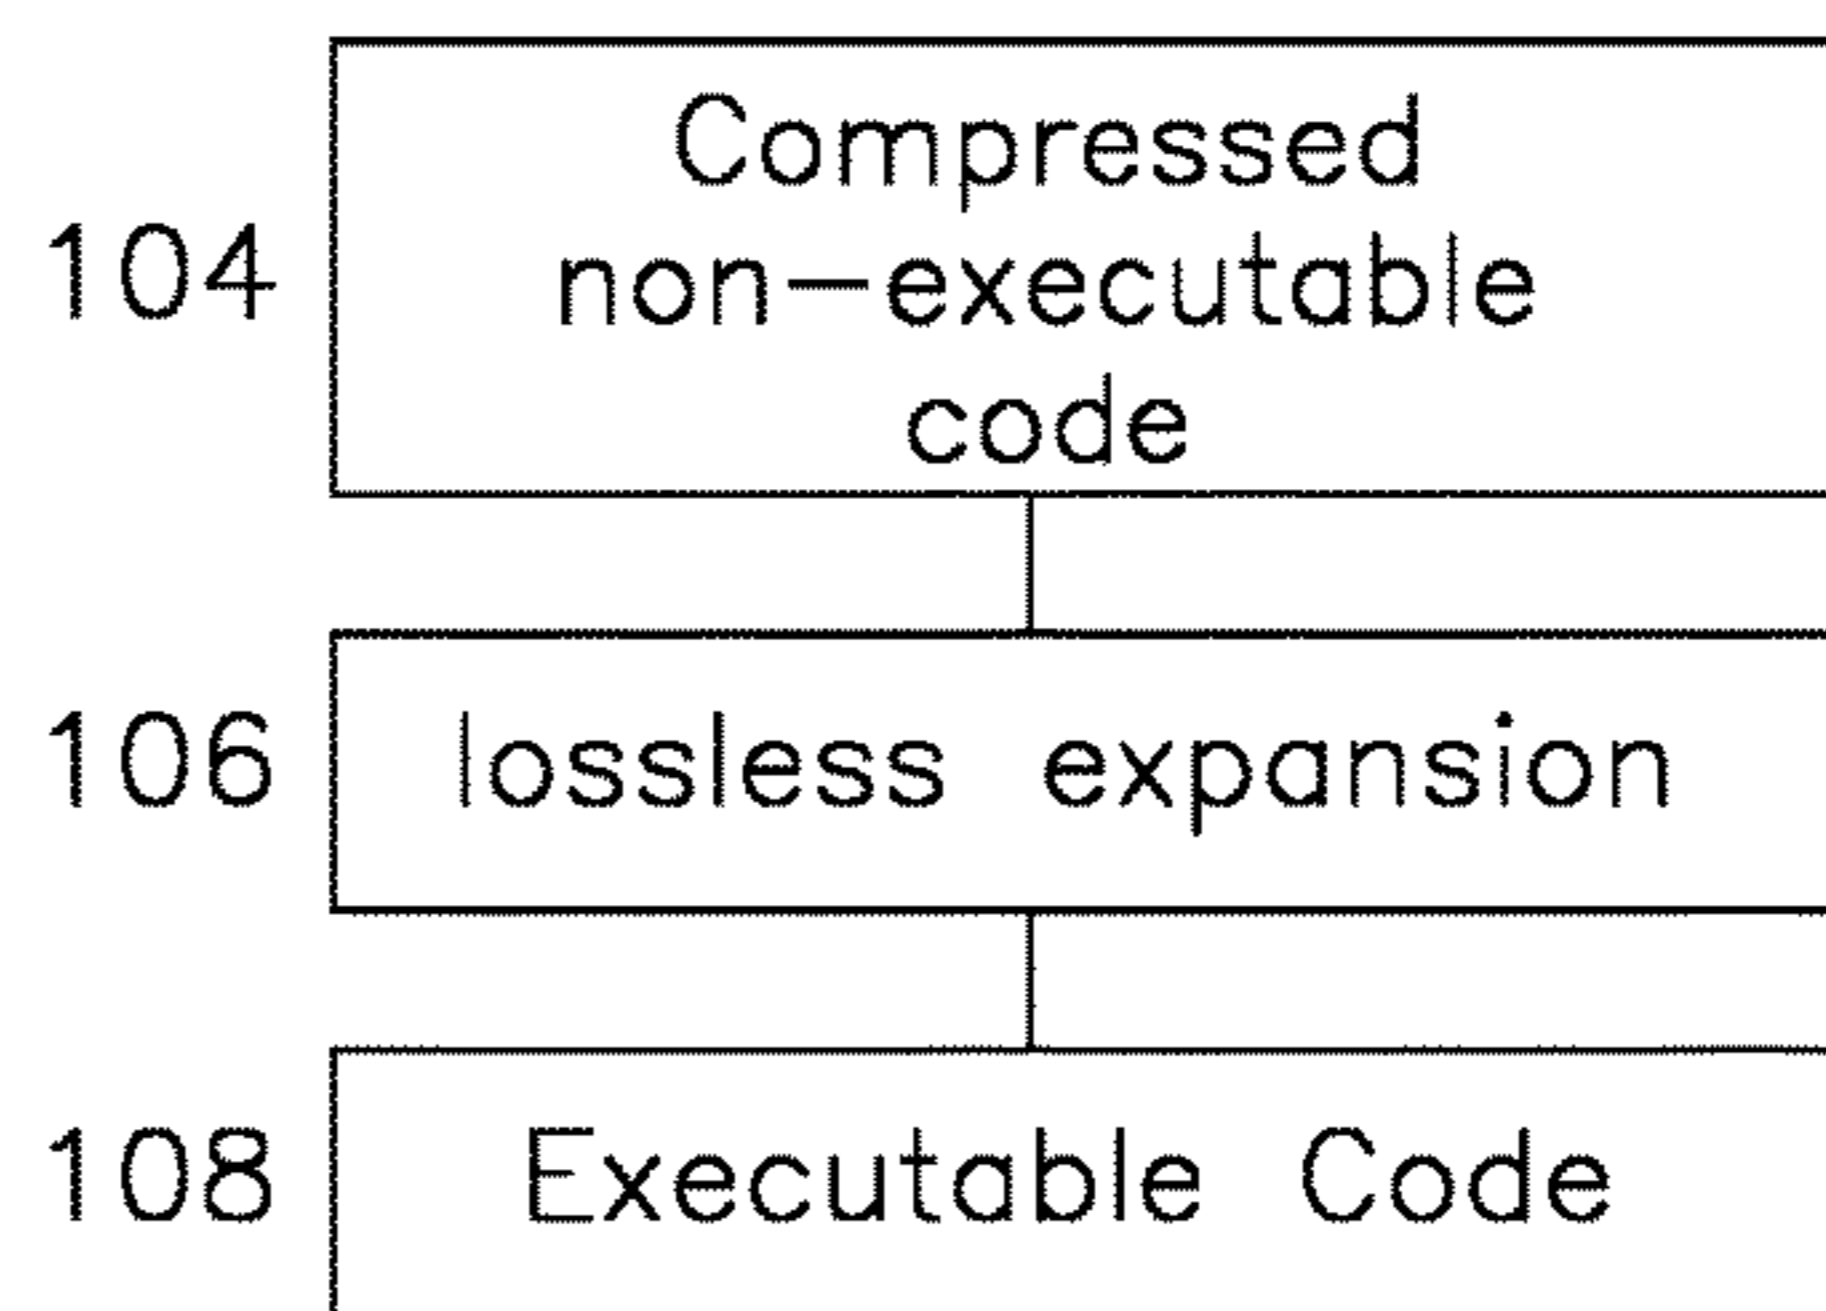 Compressed
104 non-executable
code
106 lossless expansion
108 Executable Code